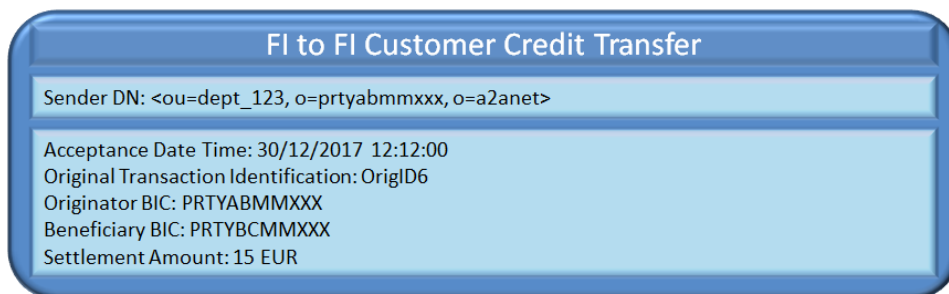 FI to FI Customer Credit Transfer
Sender DN: <ou=dept_123, o=prtyabmmxxx, o=a2anet>
Acceptance Date Time: 30/12/2017 12:12:00
Original Transaction Identification: OrigID6
Originator BIC: PRTYABMMXXX
Beneficiary BIC: PRTYBCMMXXX
Settlement Amount: 15 EUR